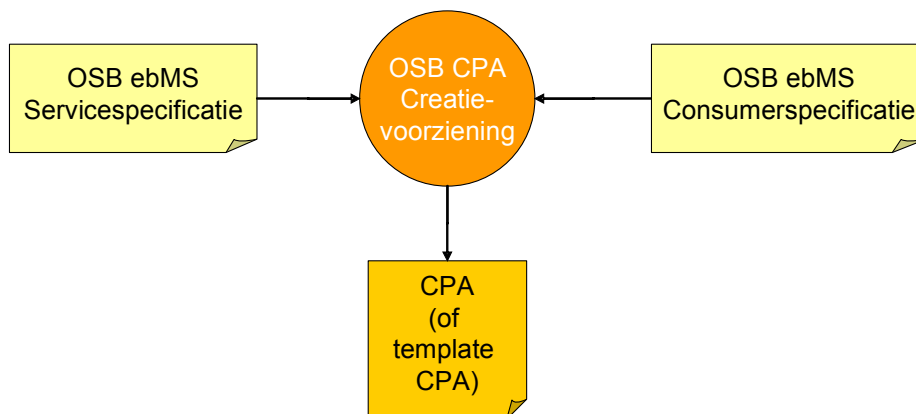 OSB ebMS
Servicespecificatie
OSB CPA
Creatie-
voorziening
OSB ebMS
Consumerspecificatie
CPA
(of
template
CPA)